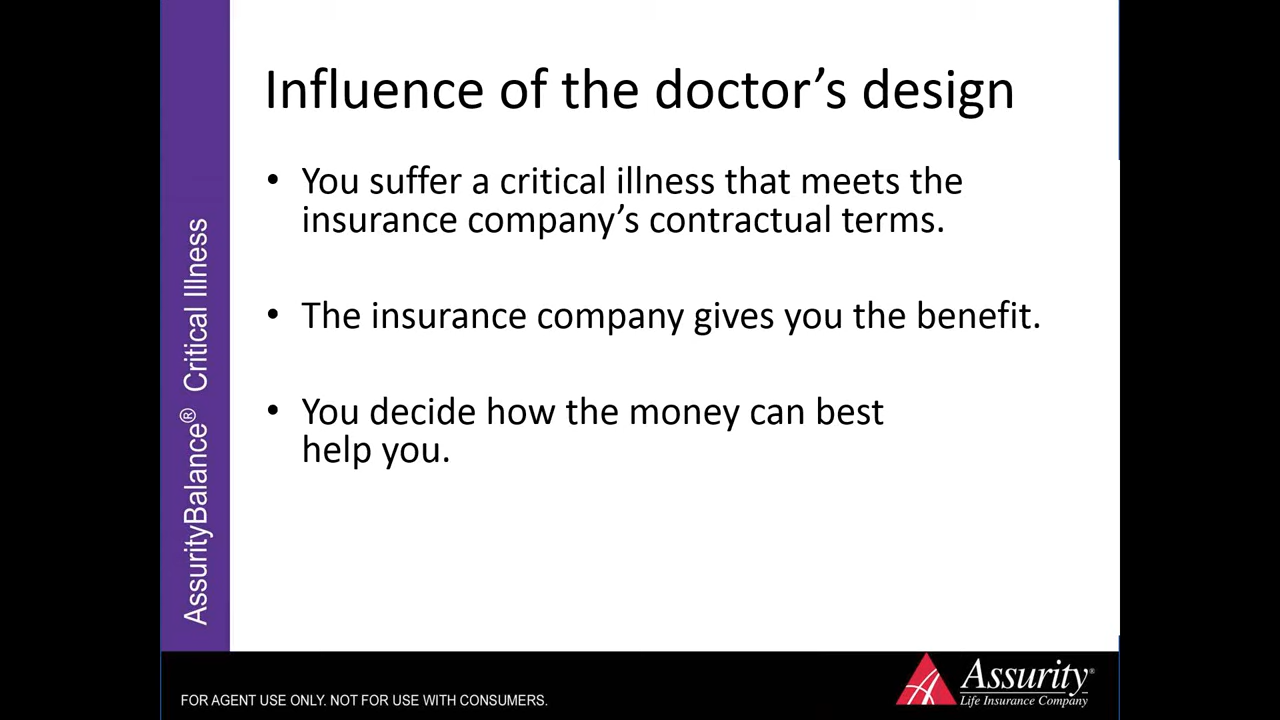 Influence of the doctor’s design
• You suffer a critical illness that meets the
insurance company’s contractual terms.
• The insurance company gives you the benefit.
• You decide how the money can best
help you.
AssurityBalance® Critical Illness
FOR AGENT USE ONLY. NOT FOR USE WITH CONSUMERS.
Assurity®
Life Insurance Company